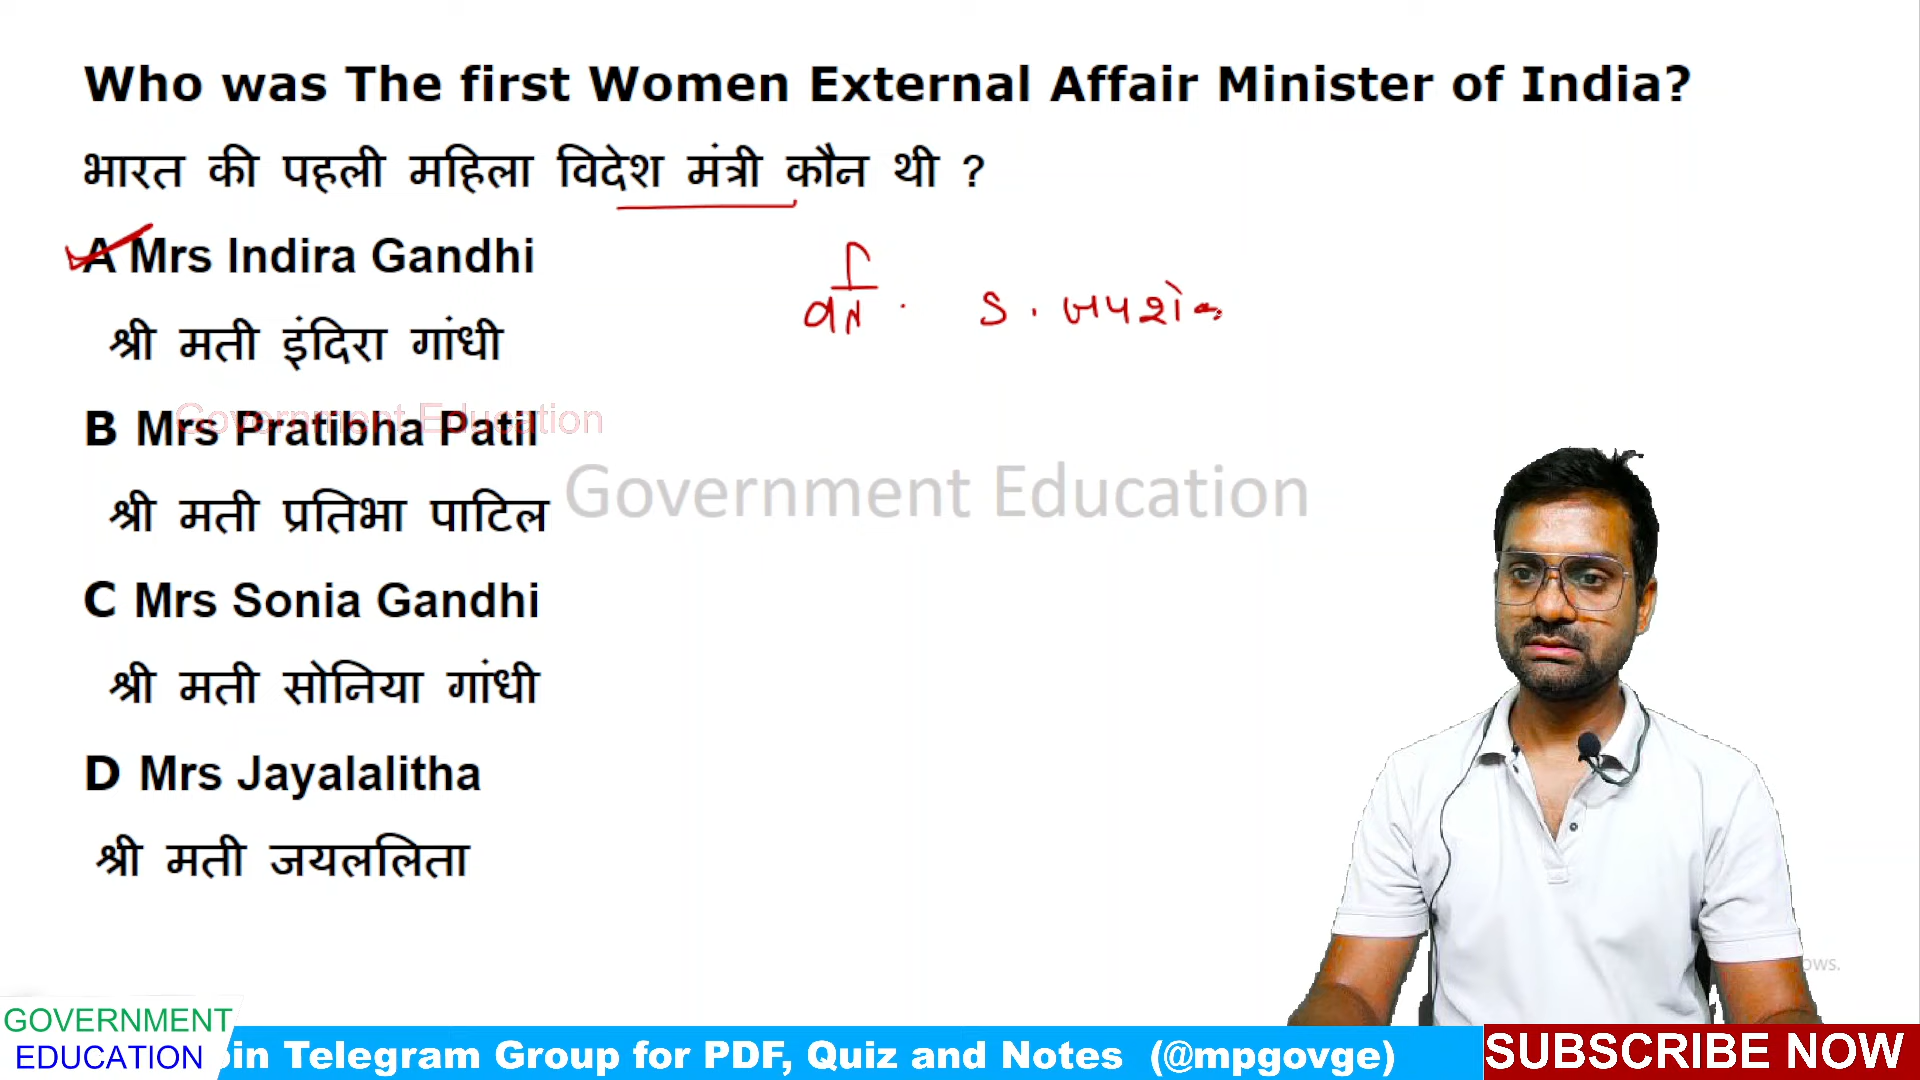 Who was The first Women External Affair Minister of India?
भारत की पहली महिला विदेश मंत्री कौन थी ?
A Mrs Indira Gandhi
श्री मती इंदिरा गांधी
B Mrs Pratibha Patil
Government Education
श्री मती प्रतिभा पाटिल
Government Education
C Mrs Sonia Gandhi
श्री मती सोनिया गांधी
D Mrs Jayalalitha
श्री मती जयललिता
ows.
GOVERNMENT
EDUCATION
oin Telegram Group for PDF, Quiz and Notes (@mpgovge)
SUBSCRIBE NOW